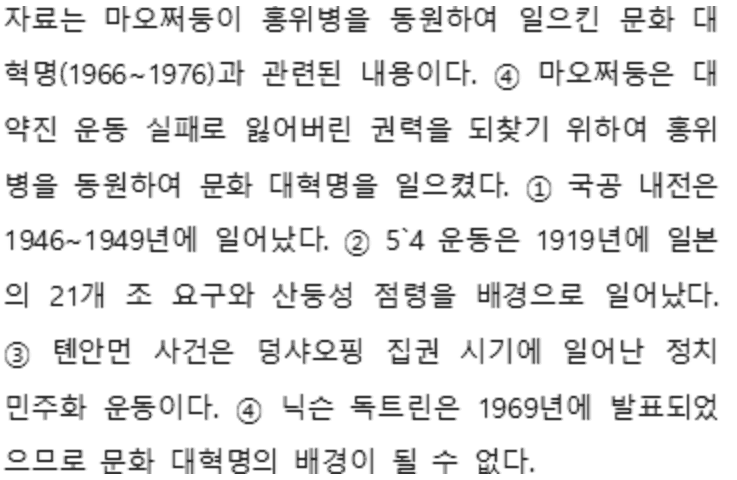 자료는 마오쩌둥이 홍위병을 동원하여 일으킨 문화 대
혁명(1966~1976)과 관련된 내용이다. ④ 마오쩌둥은 대
약진 운동 실패로 잃어버린 권력을 되찾기 위하여 홍위
병을 동원하여 문화 대혁명을 일으켰다. ① 국공 내전은
1946~1949년에 일어났다. ② 5`4 운동은 1919년에 일본
의 21개 조 요구와 산둥성 점령을 배경으로 일어났다.
③ 톈안먼 사건은 덩샤오핑 집권 시기에 일어난 정치
민주화 운동이다. ④ 닉슨 독트린은 1969년에 발표되었
으므로 문화 대혁명의 배경이 될 수 없다.